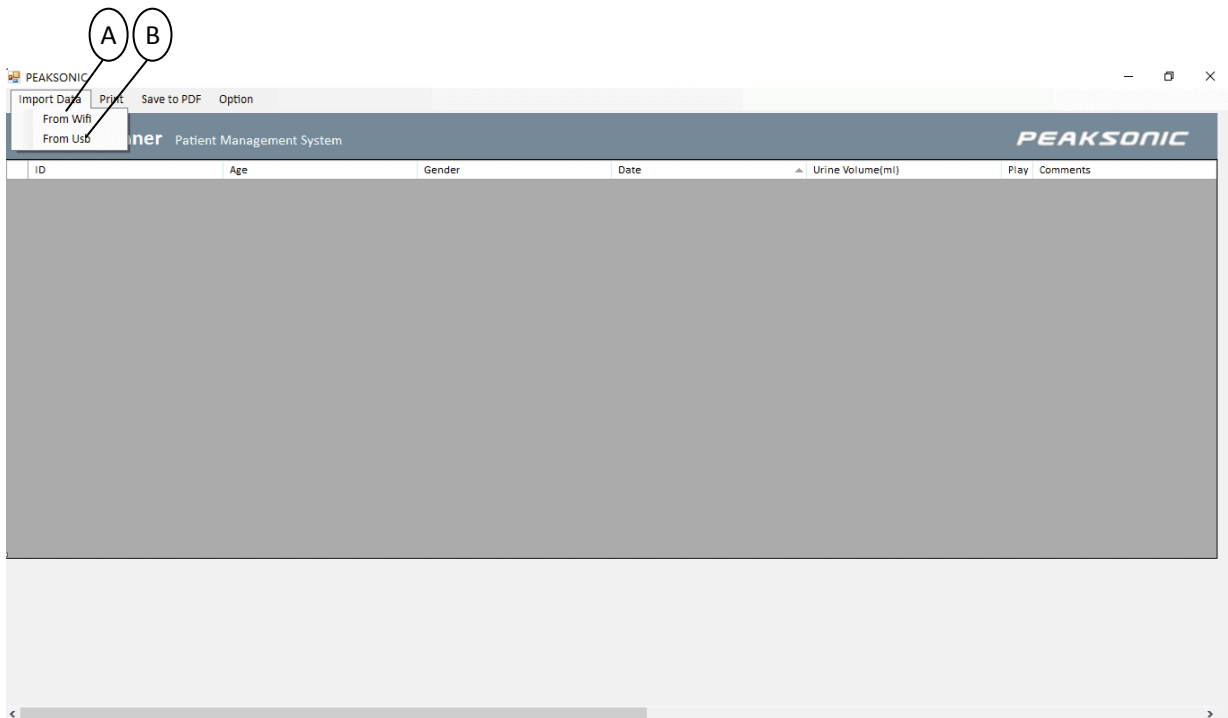 A B
PEAKSONIC
Import Data Print Save to PDF Option
From Wifi
From Usb
nner Patient Management System PEAKSONIC
ID Age Gender Date Urine Volume(ml) Play Comments